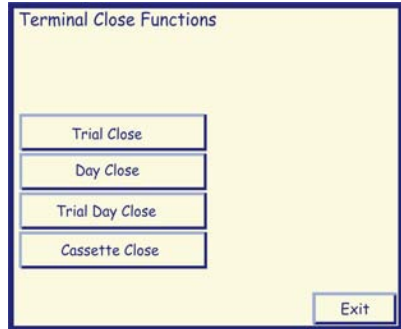 Terminal Close Functions
Trial Close
Day Close
Trial Day Close
Cassette Close
Exit